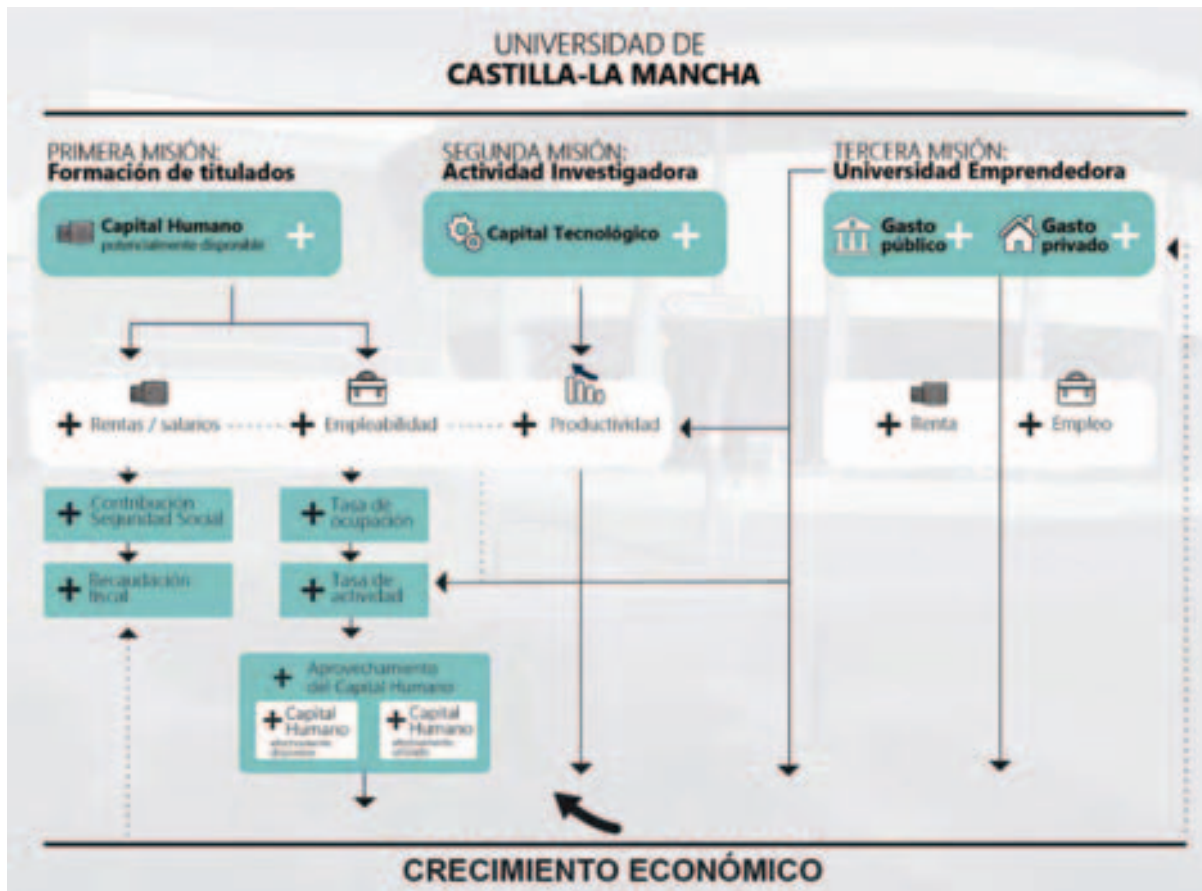 UNIVERSIDAD DE
CASTILLA-LA MANCHA
PRIMERA MISIÓN:
Formación de titulados
SEGUNDA MISIÓN:
Actividad Investigadora
TERCERA MISIÓN:
Universidad Emprendedora
Capital Humano
potencialmente disponible
+
Capital Tecnológico
+
Gasto
público
+
Gasto
privado
+
+ Rentas / salarios
+ Empleabilidad
+ Productividad
+ Renta
+ Empleo
+ Contribución
Seguridad Social
+ Tasa de
ocupación
+ Recaudación
fiscal
+ Tasa de
actividad
+ Aprovechamiento
del Capital Humano
+ Capital
Humano
+ Capital
Humano
CRECIMIENTO ECONÓMICO